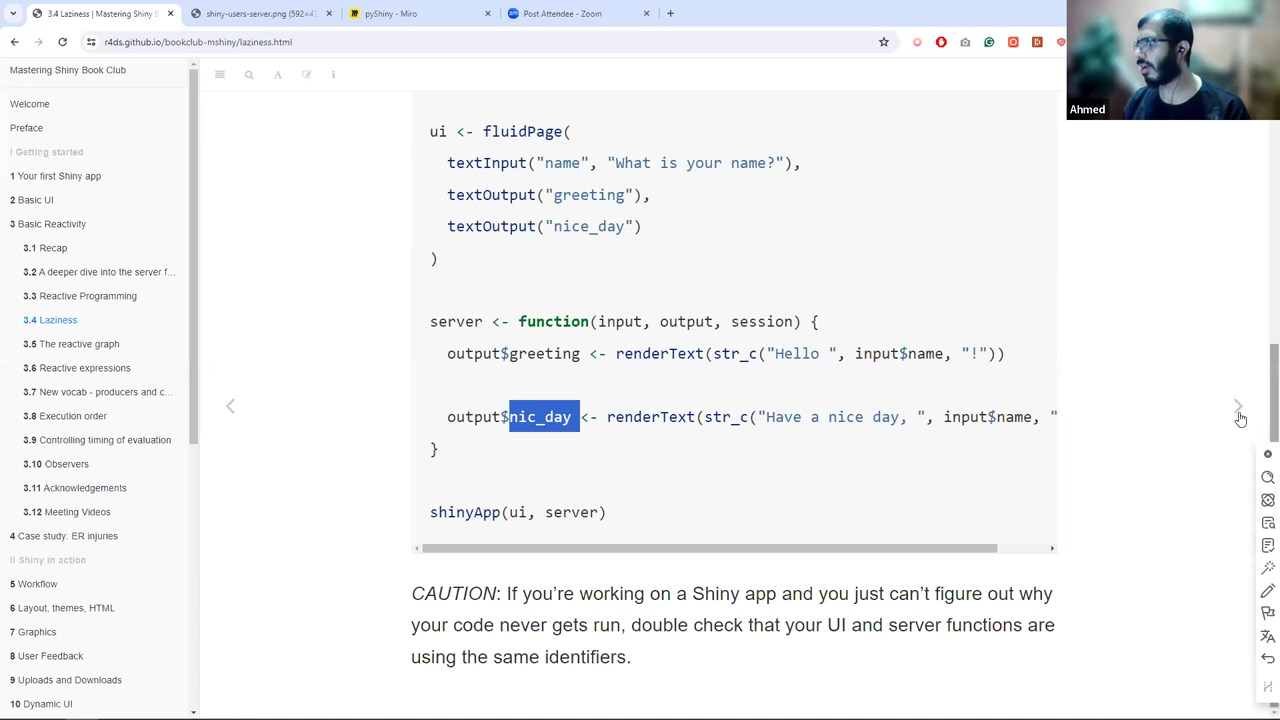 3.4 Laziness | Mastering Shiny B
shiny-users-server.png (592×4
pyShiny - Miro
Post Attendee - Zoom
r4ds.github.io/bookclub-mshiny/laziness.html
Ahmed
Mastering Shiny Book Club
Welcome
Preface
I Getting started
1 Your first Shiny app
2 Basic UI
3 Basic Reactivity
3.1 Recap
3.2 A deeper dive into the server f…
3.3 Reactive Programming
3.4 Laziness
3.5 The reactive graph
3.6 Reactive expressions
3.7 New vocab - producers and c…
3.8 Execution order
3.9 Controlling timing of evaluation
3.10 Observers
3.11 Acknowledgements
3.12 Meeting Videos
4 Case study: ER injuries
II Shiny in action
5 Workflow
6 Layout, themes, HTML
7 Graphics
8 User Feedback
9 Uploads and Downloads
10 Dynamic UI
ui <- fluidPage(
textInput("name", "What is your name?"),
textOutput("greeting"),
textOutput("nice_day")
)
server <- function(input, output, session) {
output$greeting <- renderText(str_c("Hello ", input$name, "!"))
output$nic_day <- renderText(str_c("Have a nice day, ", input$name, "
}
shinyApp(ui, server)
CAUTION: If you’re working on a Shiny app and you just can’t figure out why
your code never gets run, double check that your UI and server functions are
using the same identifiers.